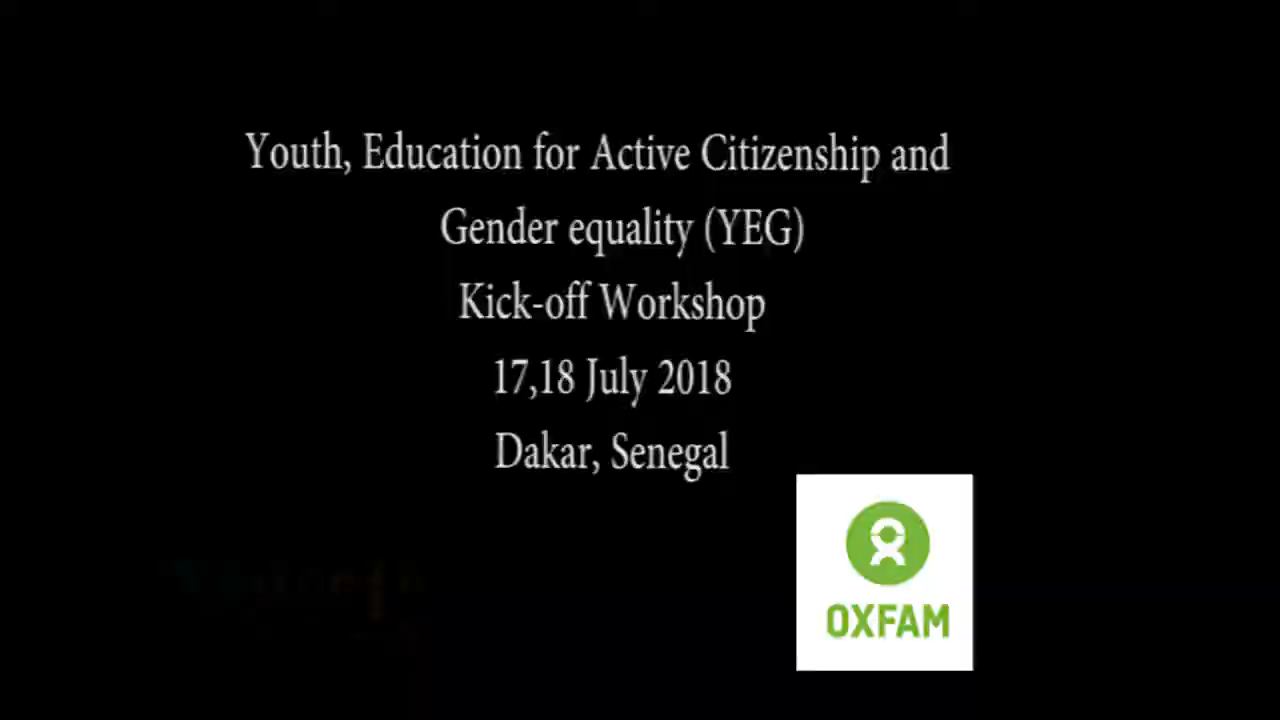 Youth, Education for Active Citizenship and
Gender equality (YEG)
Kick-off Workshop
17,18 July 2018
Dakar, Senegal
OXFAM